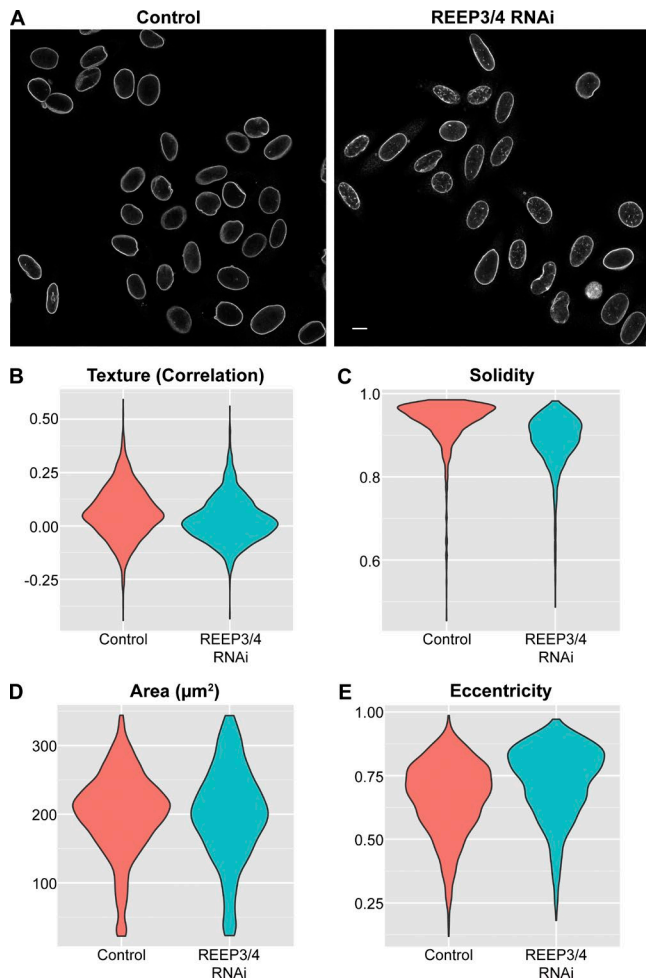 A
Control
REEP3/4 RNAi
B
Texture (Correlation)
0.50
0.25
0.00
-0.25
Control
REEP3/4
RNAi
C
Solidity
1.0
0.8
0.6
Control
REEP3/4
RNAi
D
Area (µm²)
300
200
100
Control
REEP3/4
RNAi
E
Eccentricity
1.00
0.75
0.50
0.25
Control
REEP3/4
RNAi